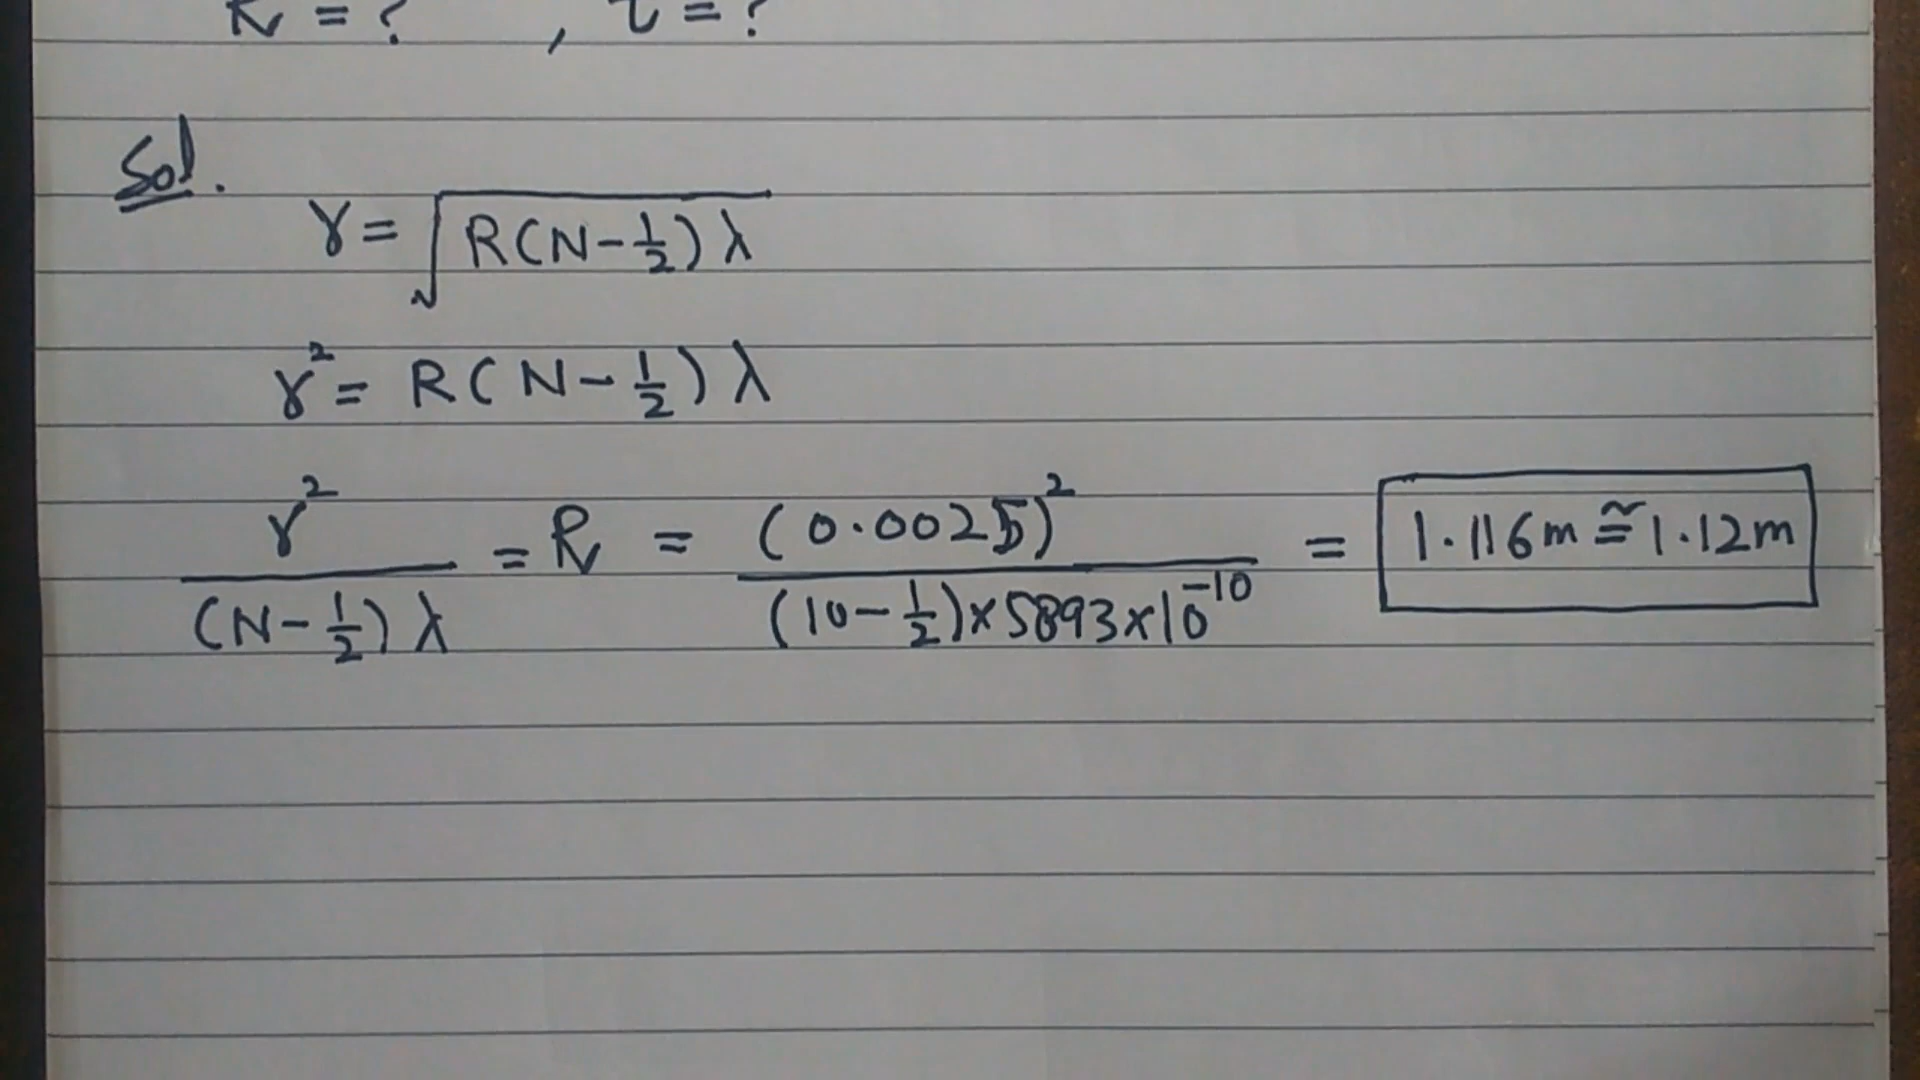 R = ? , t = ?
Sol.
r = √R(N-1/2)λ
r² = R(N-1/2)λ
r²/(N-1/2)λ = R = (0.0025)²/(10-1/2)×5893×10⁻¹⁰ = 1.116m ≅ 1.12m